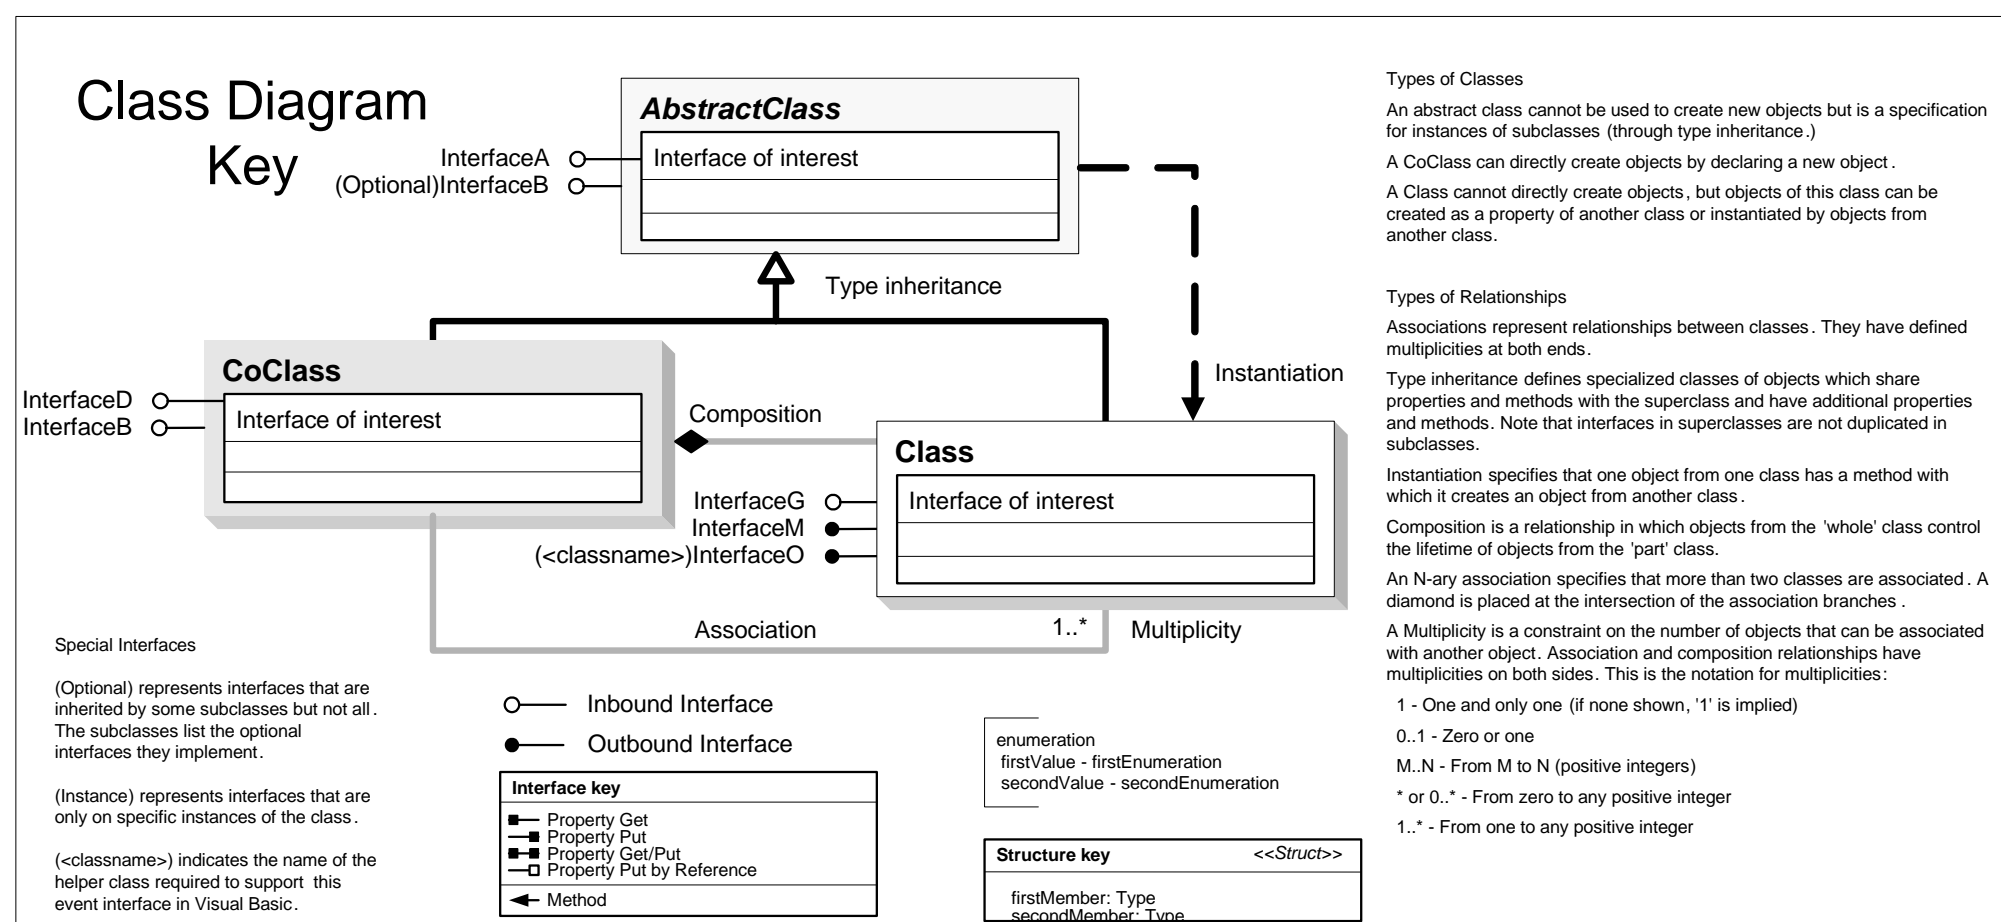 Class Diagram
Key
AbstractClass
Interface of interest
InterfaceA
(Optional)InterfaceB
Type inheritance
CoClass
Interface of interest
InterfaceD
InterfaceB
Composition
Instantiation
Class
Interface of interest
InterfaceG
InterfaceM
(<classname>)InterfaceO
Association
1..*
Multiplicity
Special Interfaces
(Optional) represents interfaces that are
inherited by some subclasses but not all.
The subclasses list the optional
interfaces they implement.
(Instance) represents interfaces that are
only on specific instances of the class.
(<classname>) indicates the name of the
helper class required to support this
event interface in Visual Basic.
Inbound Interface
Outbound Interface
Interface key
Property Get
Property Put
Property Get/Put
Property Put by Reference
Method
enumeration
firstValue - firstEnumeration
secondValue - secondEnumeration
Structure key <<Struct>>
firstMember: Type
secondMember: Type
Types of Classes
An abstract class cannot be used to create new objects but is a specification
for instances of subclasses (through type inheritance.)
A CoClass can directly create objects by declaring a new object.
A Class cannot directly create objects, but objects of this class can be
created as a property of another class or instantiated by objects from
another class.
Types of Relationships
Associations represent relationships between classes. They have defined
multiplicities at both ends.
Type inheritance defines specialized classes of objects which share
properties and methods with the superclass and have additional properties
and methods. Note that interfaces in superclasses are not duplicated in
subclasses.
Instantiation specifies that one object from one class has a method with
which it creates an object from another class.
Composition is a relationship in which objects from the 'whole' class control
the lifetime of objects from the 'part' class.
An N-ary association specifies that more than two classes are associated. A
diamond is placed at the intersection of the association branches.
A Multiplicity is a constraint on the number of objects that can be associated
with another object. Association and composition relationships have
multiplicities on both sides. This is the notation for multiplicities:
1 - One and only one (if none shown, '1' is implied)
0..1 - Zero or one
M..N - From M to N (positive integers)
* or 0..* - From zero to any positive integer
1..* - From one to any positive integer